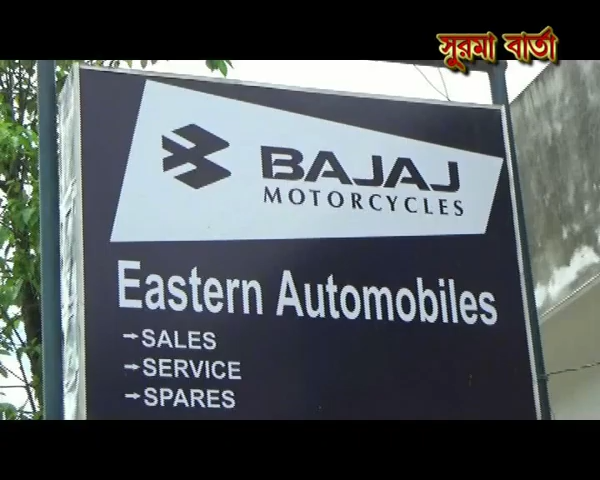 সুরমা বার্তা
BAJAJ
MOTORCYCLES
Eastern Automobiles
→SALES
→SERVICE
→SPARES